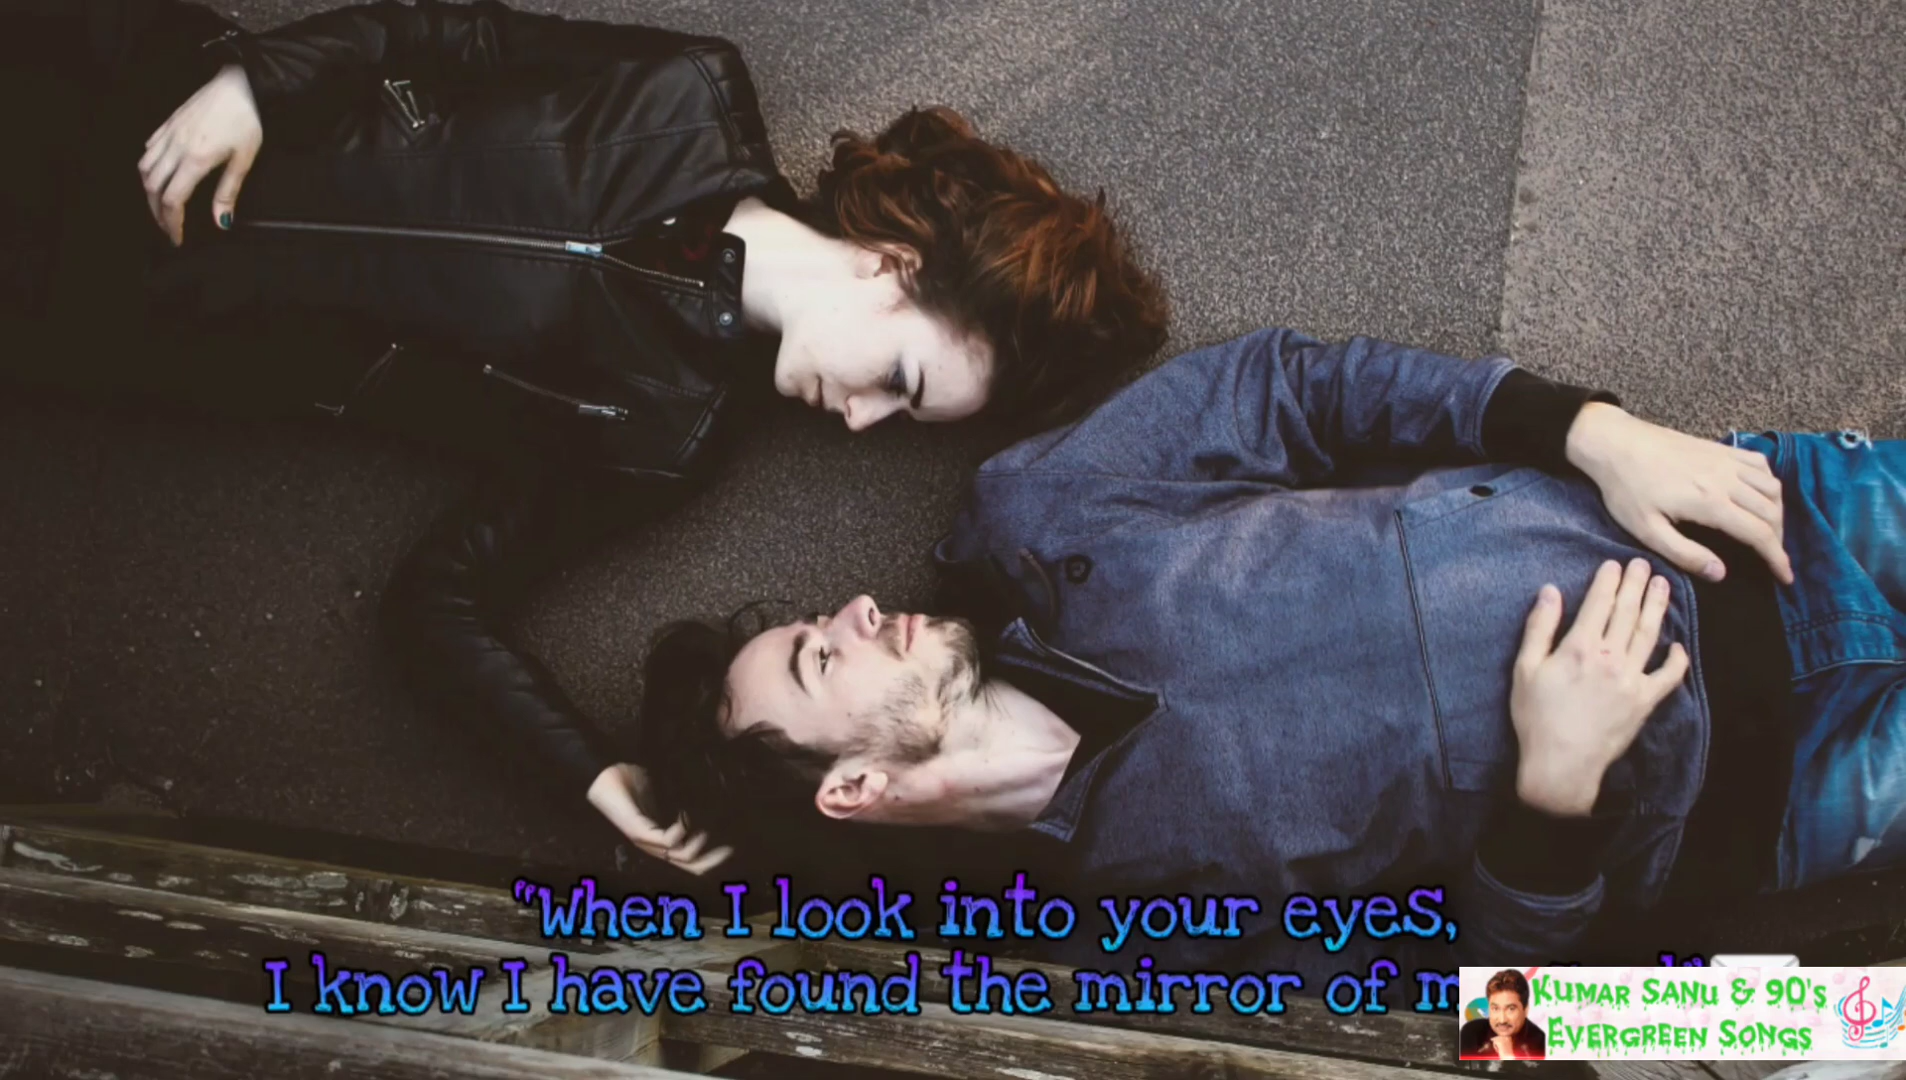 "When I look into your eyes,
I know I have found the mirror of
Kumar Sanu & 90's
Evergreen Songs